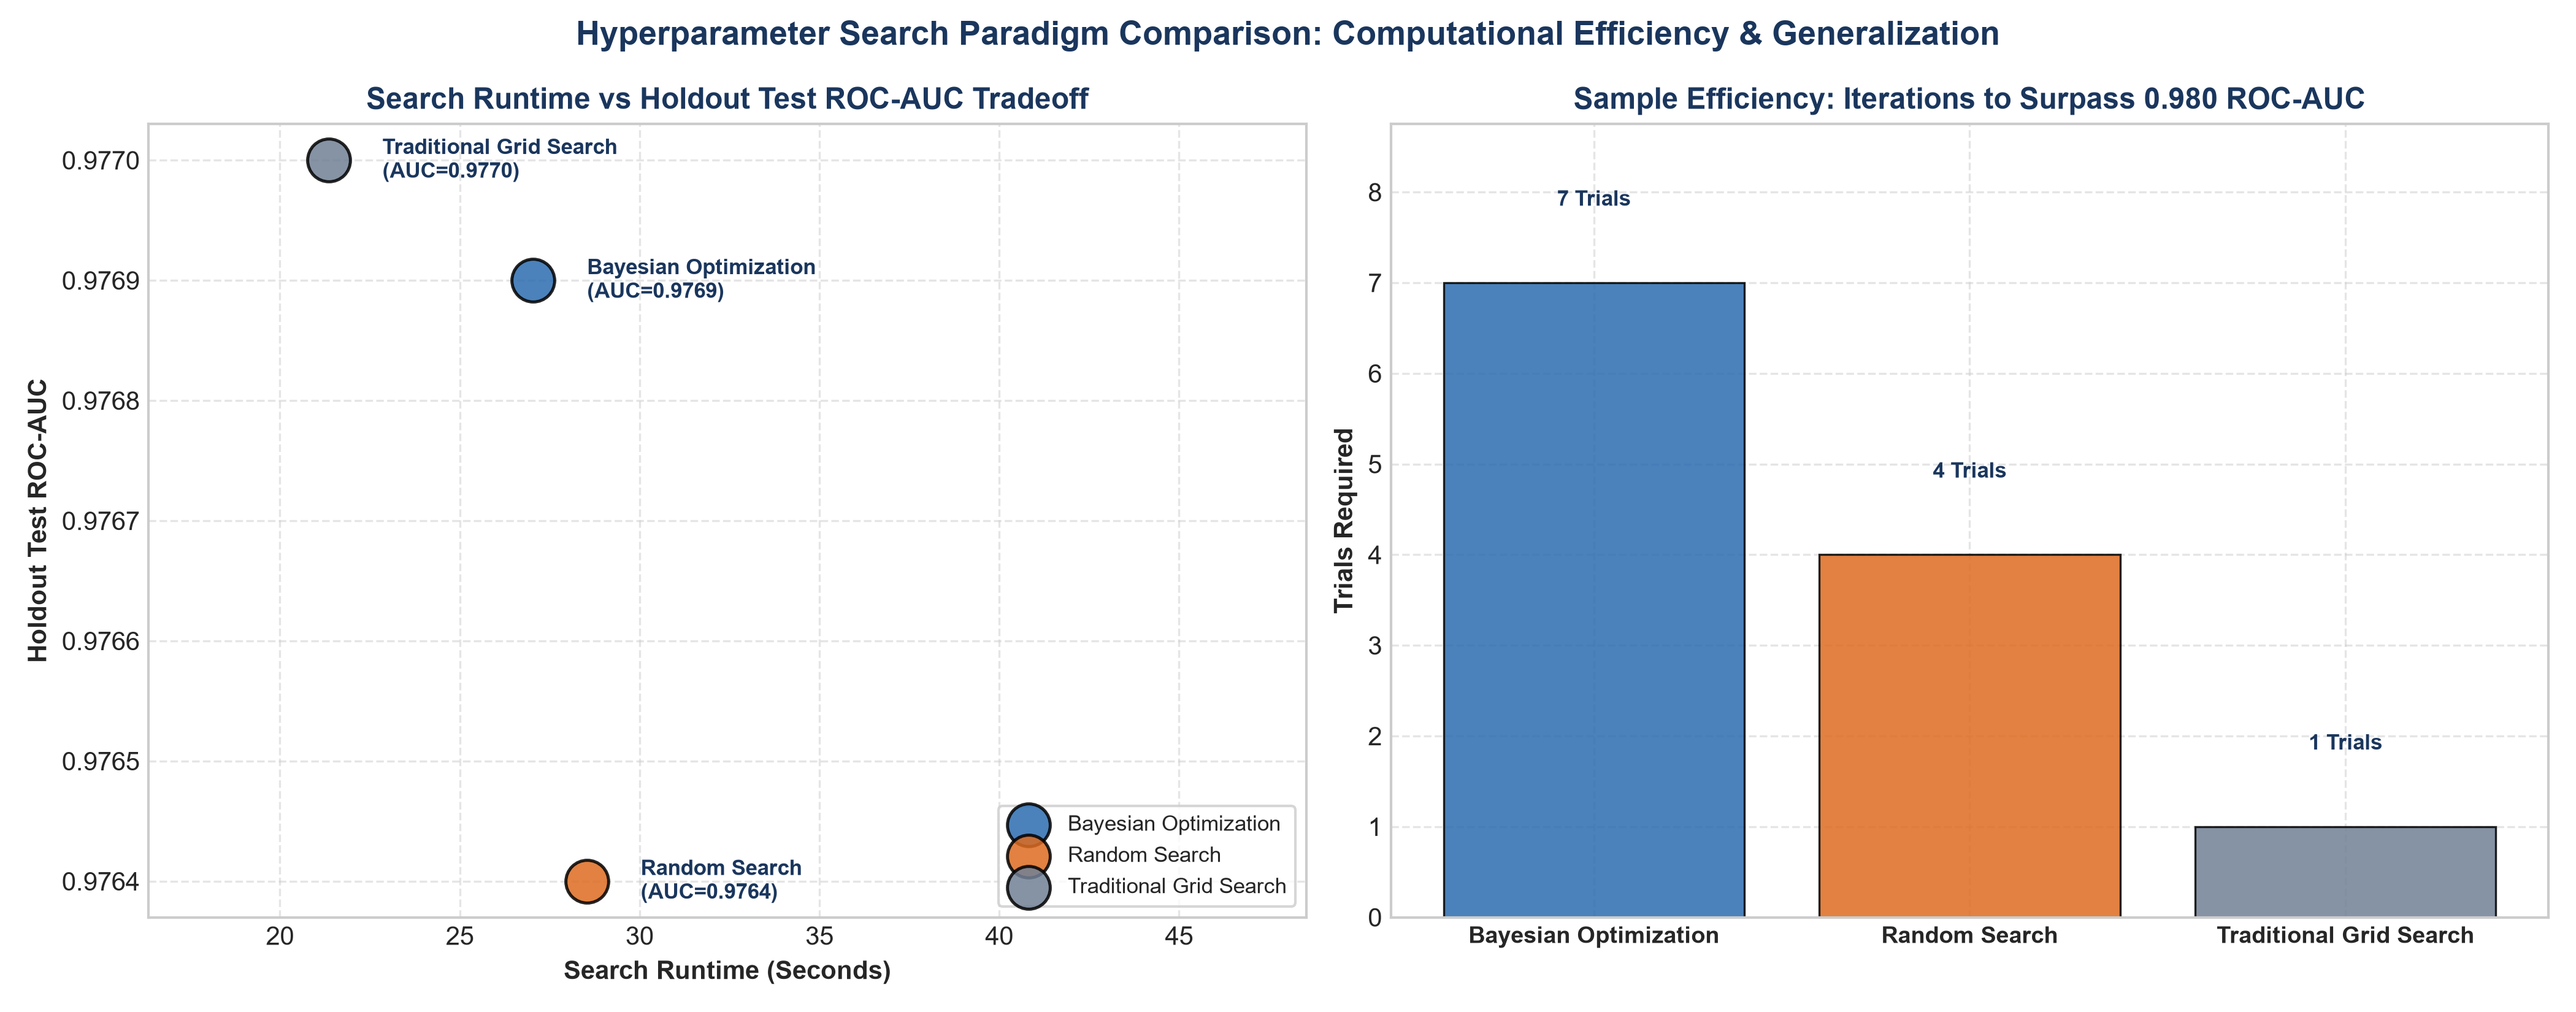 Hyperparameter Search Paradigm Comparison: Computational Efficiency & Generalization
Search Runtime vs Holdout Test ROC-AUC Tradeoff
Holdout Test ROC-AUC
0.9770
0.9769
0.9768
0.9767
0.9766
0.9765
0.9764
Traditional Grid Search
(AUC=0.9770)
Bayesian Optimization
(AUC=0.9769)
Random Search
(AUC=0.9764)
Bayesian Optimization
Random Search
Traditional Grid Search
20 25 30 35 40 45
Search Runtime (Seconds)
Sample Efficiency: Iterations to Surpass 0.980 ROC-AUC
Trials Required
8
7
6
5
4
3
2
1
0
7 Trials
4 Trials
1 Trials
Bayesian Optimization Random Search Traditional Grid Search